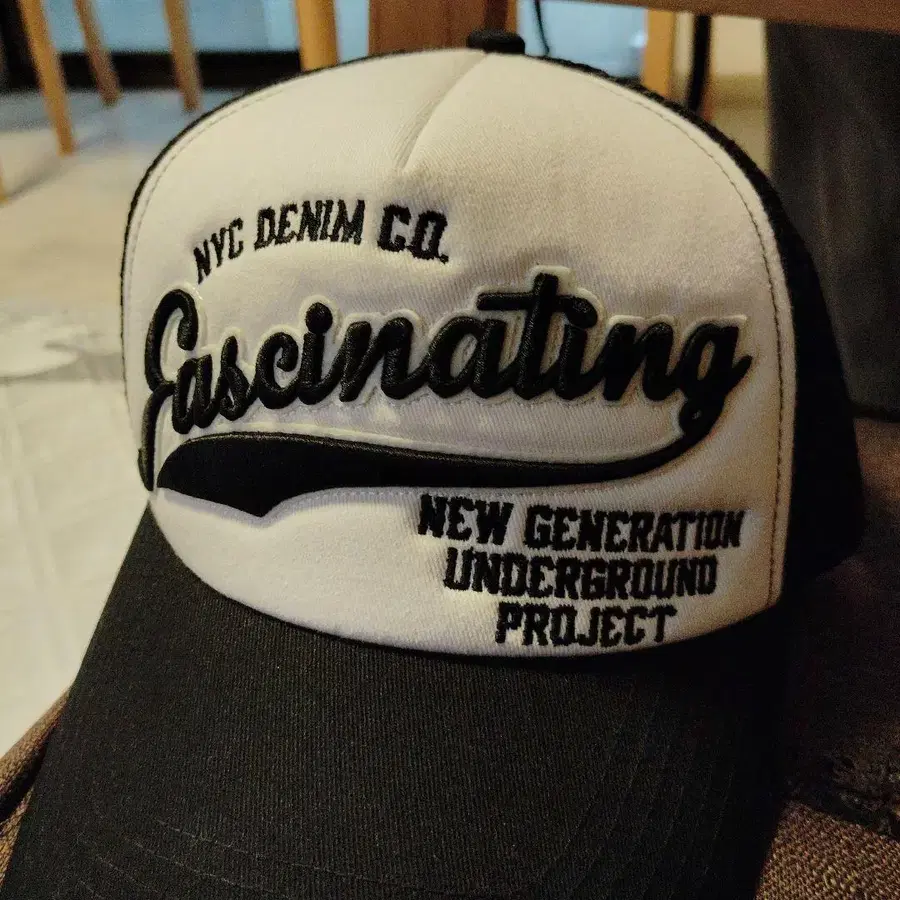 NYC DENIM CO.
Fascinating
NEW GENERATION
UNDERGROUND
PROJECT